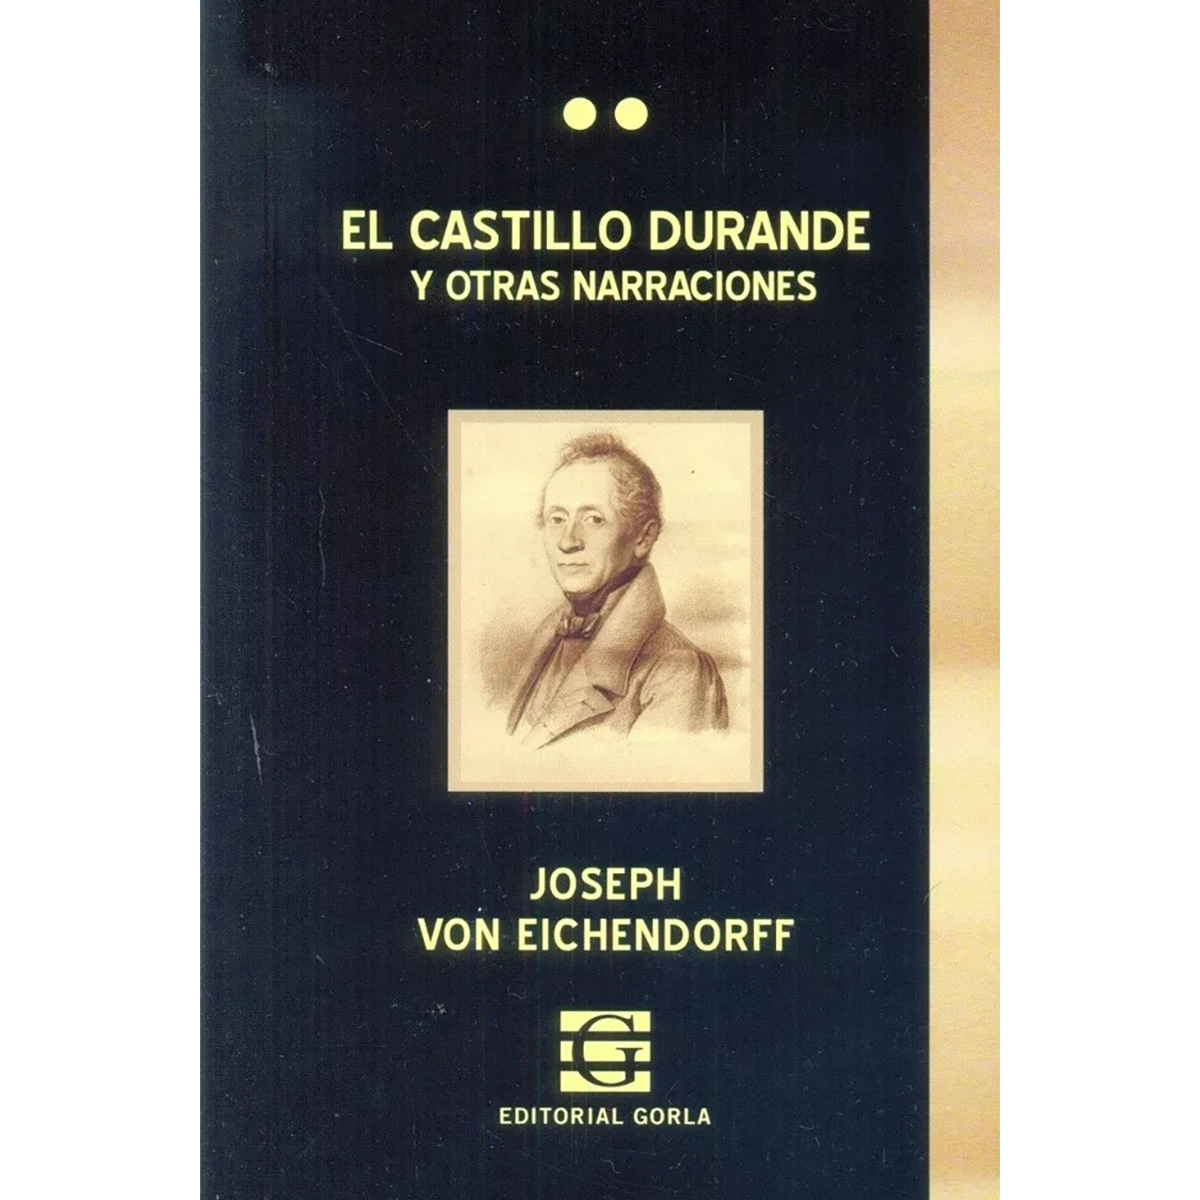 EL CASTILLO DURANDE
Y OTRAS NARRACIONES
JOSEPH
VON EICHENDORFF
G
EDITORIAL GORLA